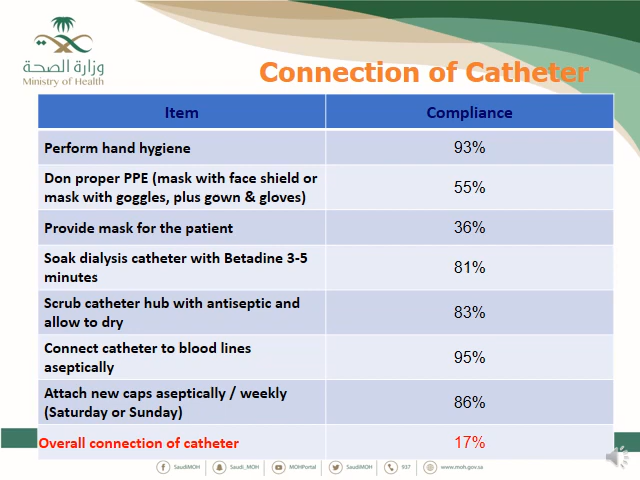 وزارة الصحة
Ministry of Health
Connection of Catheter
Item
Compliance
Perform hand hygiene
93%
Don proper PPE (mask with face shield or
mask with goggles, plus gown & gloves)
55%
Provide mask for the patient
36%
Soak dialysis catheter with Betadine 3-5
minutes
81%
Scrub catheter hub with antiseptic and
allow to dry
83%
Connect catheter to blood lines
aseptically
95%
Attach new caps aseptically / weekly
(Saturday or Sunday)
86%
Overall connection of catheter
17%
SaudiMOH
Saudi_MOH
MOHPortal
SaudiMOH
SaudiMOH
937
www.moh.gov.sa